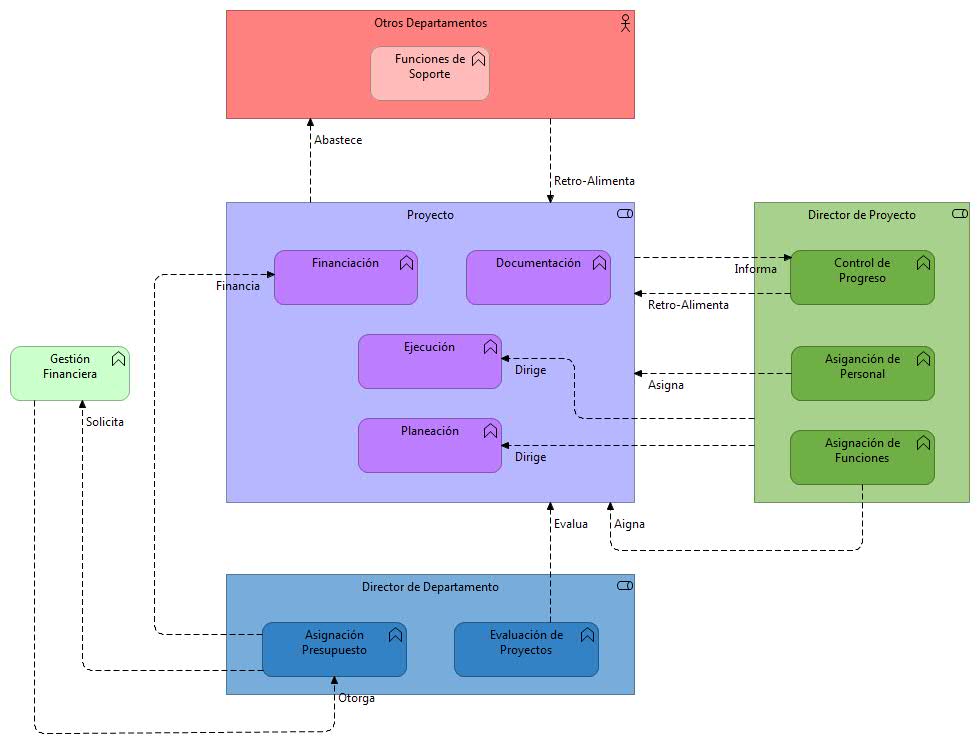 Otros Departamentos
Funciones de
Soporte
Abastece
Retro-Alimenta
Proyecto
Director de Proyecto
Financiación
Documentación
Control de
Progreso
Informa
Financia
Retro-Alimenta
Ejecución
Gestión
Financiera
Asiganción de
Personal
Dirige
Asigna
Solicita
Planeación
Asignación de
Funciones
Dirige
Evalua
Aigna
Director de Departamento
Asignación
Presupuesto
Evaluación de
Proyectos
Otorga